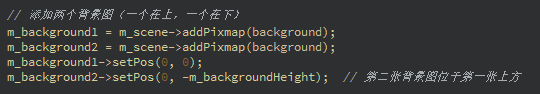 // 添加两个背景图（一个在上，一个在下）
m_background1 = m_scene->addPixmap(background);
m_background2 = m_scene->addPixmap(background);
m_background1->setPos(0, 0);
m_background2->setPos(0, -m_backgroundHeight);  // 第二张背景图位于第一张上方